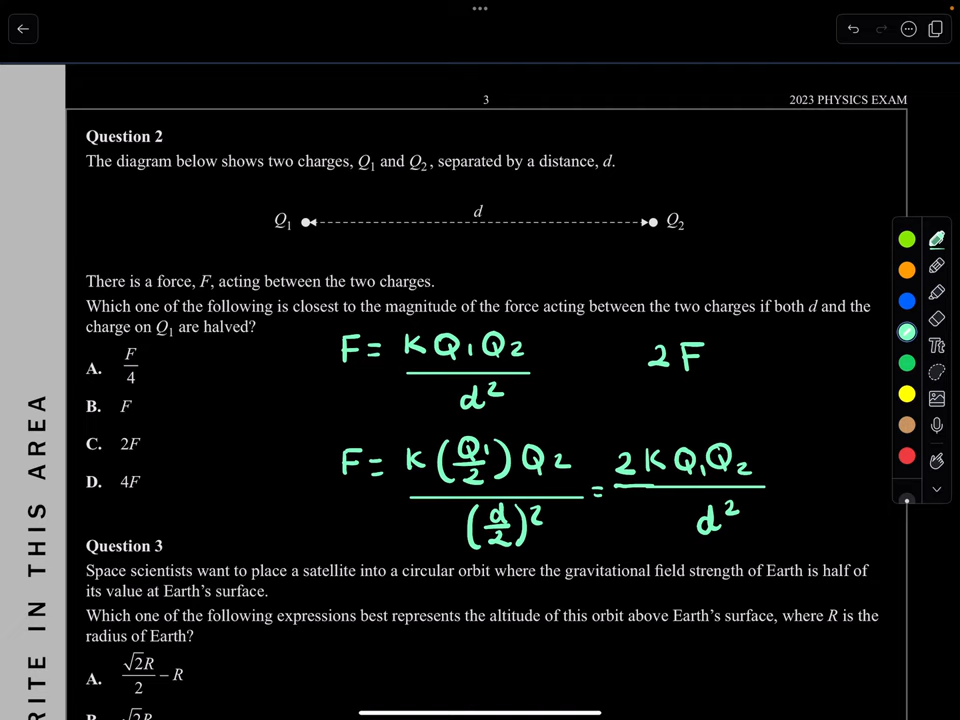 3
2023 PHYSICS EXAM
Question 2
The diagram below shows two charges, Q₁ and Q₂, separated by a distance, d.
d
Q₁ Q₂
There is a force, F, acting between the two charges.
Which one of the following is closest to the magnitude of the force acting between the two charges if both d and the
charge on Q₁ are halved?
A. F/4
B. F
C. 2F
D. 4F
F = KQ₁Q₂/d²
2F
F = K(Q₁/2)Q2/(d/2)² = 2KQ₁Q₂/d²
Question 3
Space scientists want to place a satellite into a circular orbit where the gravitational field strength of Earth is half of
its value at Earth's surface.
Which one of the following expressions best represents the altitude of this orbit above Earth's surface, where R is the
radius of Earth?
A. √2R/2 − R
B. √2R
RITE IN THIS AREA
Tt